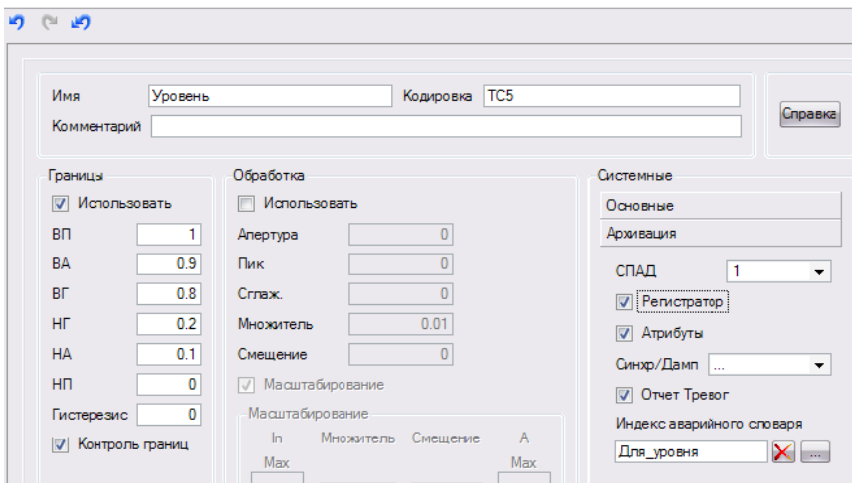 Имя Уровень Кодировка TC5
Комментарий
Справка
Границы
Использовать
ВП 1
ВА 0.9
ВГ 0.8
НГ 0.2
НА 0.1
НП 0
Гистерезис 0
Контроль границ
Обработка
Использовать
Апертура 0
Пик 0
Сглаж. 0
Множитель 0.01
Смещение 0
Масштабирование
Масштабирование
In Множитель Смещение A
Max Max
Системные
Основные
Архивация
СПАД 1
Регистратор
Атрибуты
Синхр/Дамп ...
Отчет Тревог
Индекс аварийного словаря
Для_уровня ...